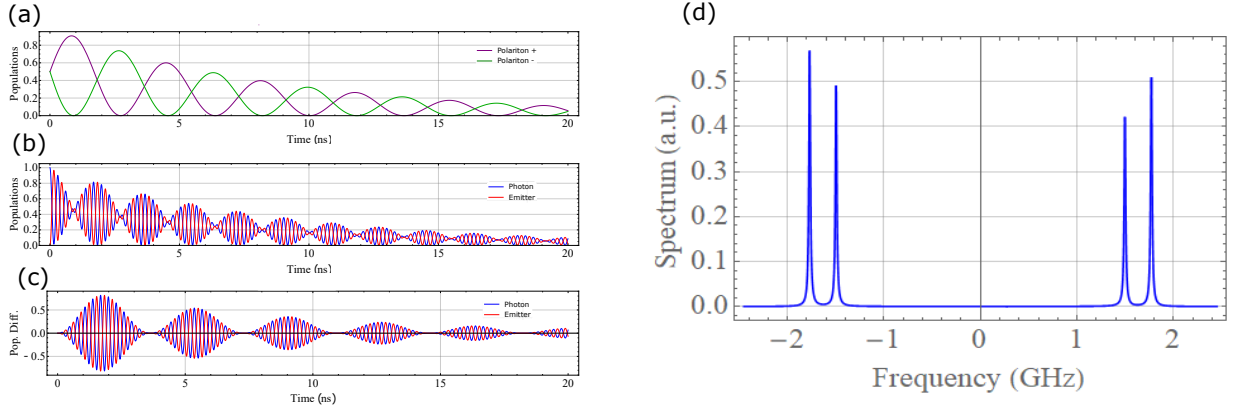 (a)
Populations
0.8
0.6
0.4
0.2
0.0
Polariton +
Polariton –
0
5
10
15
20
Time (ns)
(b)
Populations
1.0
0.8
0.6
0.4
0.2
0.0
Photon
Emitter
0
5
10
15
20
Time (ns)
(c)
Pop. Diff.
0.5
0.0
-0.5
Photon
Emitter
0
5
10
15
20
Time (ns)
(d)
Spectrum (a.u.)
0.5
0.4
0.3
0.2
0.1
0.0
−2
−1
0
1
2
Frequency (GHz)